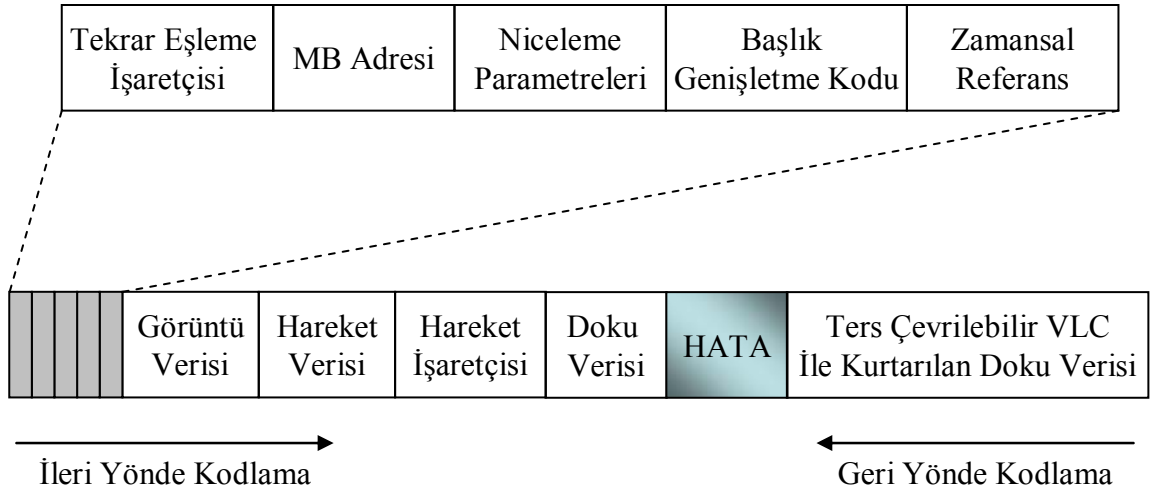 Tekrar Eşleme
İşaretçisi
MB Adresi
Niceleme
Parametreleri
Başlık
Genişletme Kodu
Zamansal
Referans
Görüntü
Verisi
Hareket
Verisi
Hareket
İşaretçisi
Doku
Verisi
HATA
Ters Çevrilebilir VLC
İle Kurtarılan Doku Verisi
İleri Yönde Kodlama
Geri Yönde Kodlama